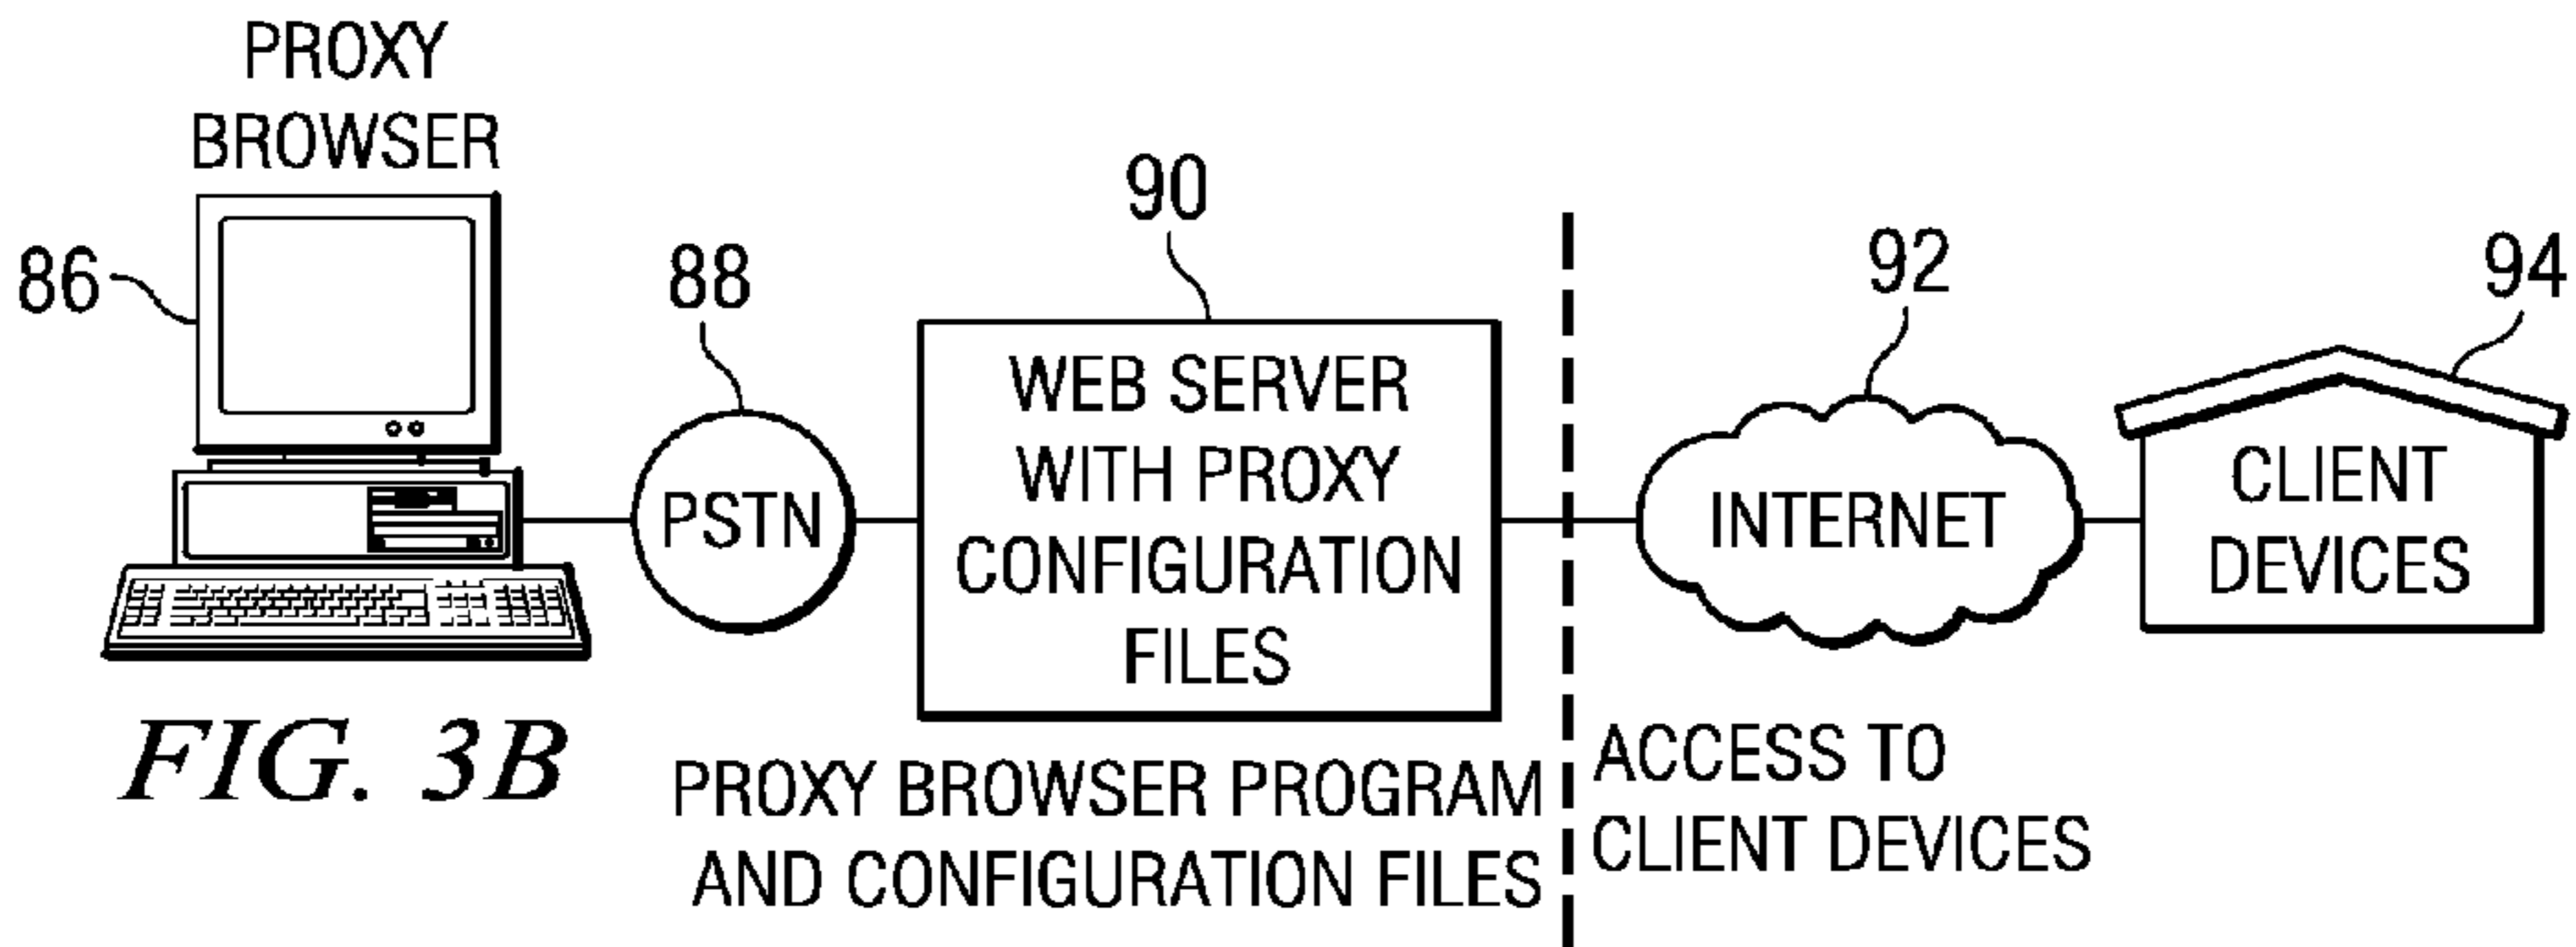 PROXY
BROWSER
86
88
PSTN
90
WEB SERVER
WITH PROXY
CONFIGURATION
FILES
92
INTERNET
94
CLIENT
DEVICES
FIG. 3B
PROXY BROWSER PROGRAM
AND CONFIGURATION FILES
ACCESS TO
CLIENT DEVICES